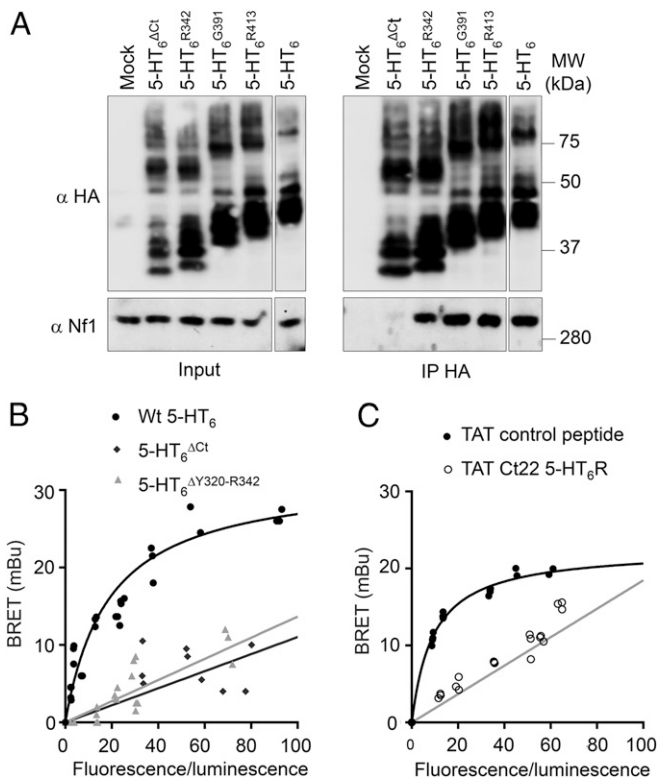 A
Mock
5-HT6ΔCt
5-HT6R342
5-HT6G391
5-HT6R413
5-HT6
Mock
5-HT6ΔCt
5-HT6R342
5-HT6G391
5-HT6R413
5-HT6
MW
(kDa)
α HA
75
50
37
α Nf1
280
Input
IP HA
B
Wt 5-HT6
5-HT6ΔCt
5-HT6ΔY320-R342
BRET (mBu)
30
20
10
0
0 20 40 60 80 100
Fluorescence/luminescence
C
TAT control peptide
TAT Ct22 5-HT6R
BRET (mBu)
30
20
10
0
0 20 40 60 80 100
Fluorescence/luminescence